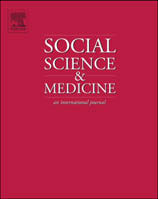 SOCIAL
SCIENCE
& MEDICINE
an international journal